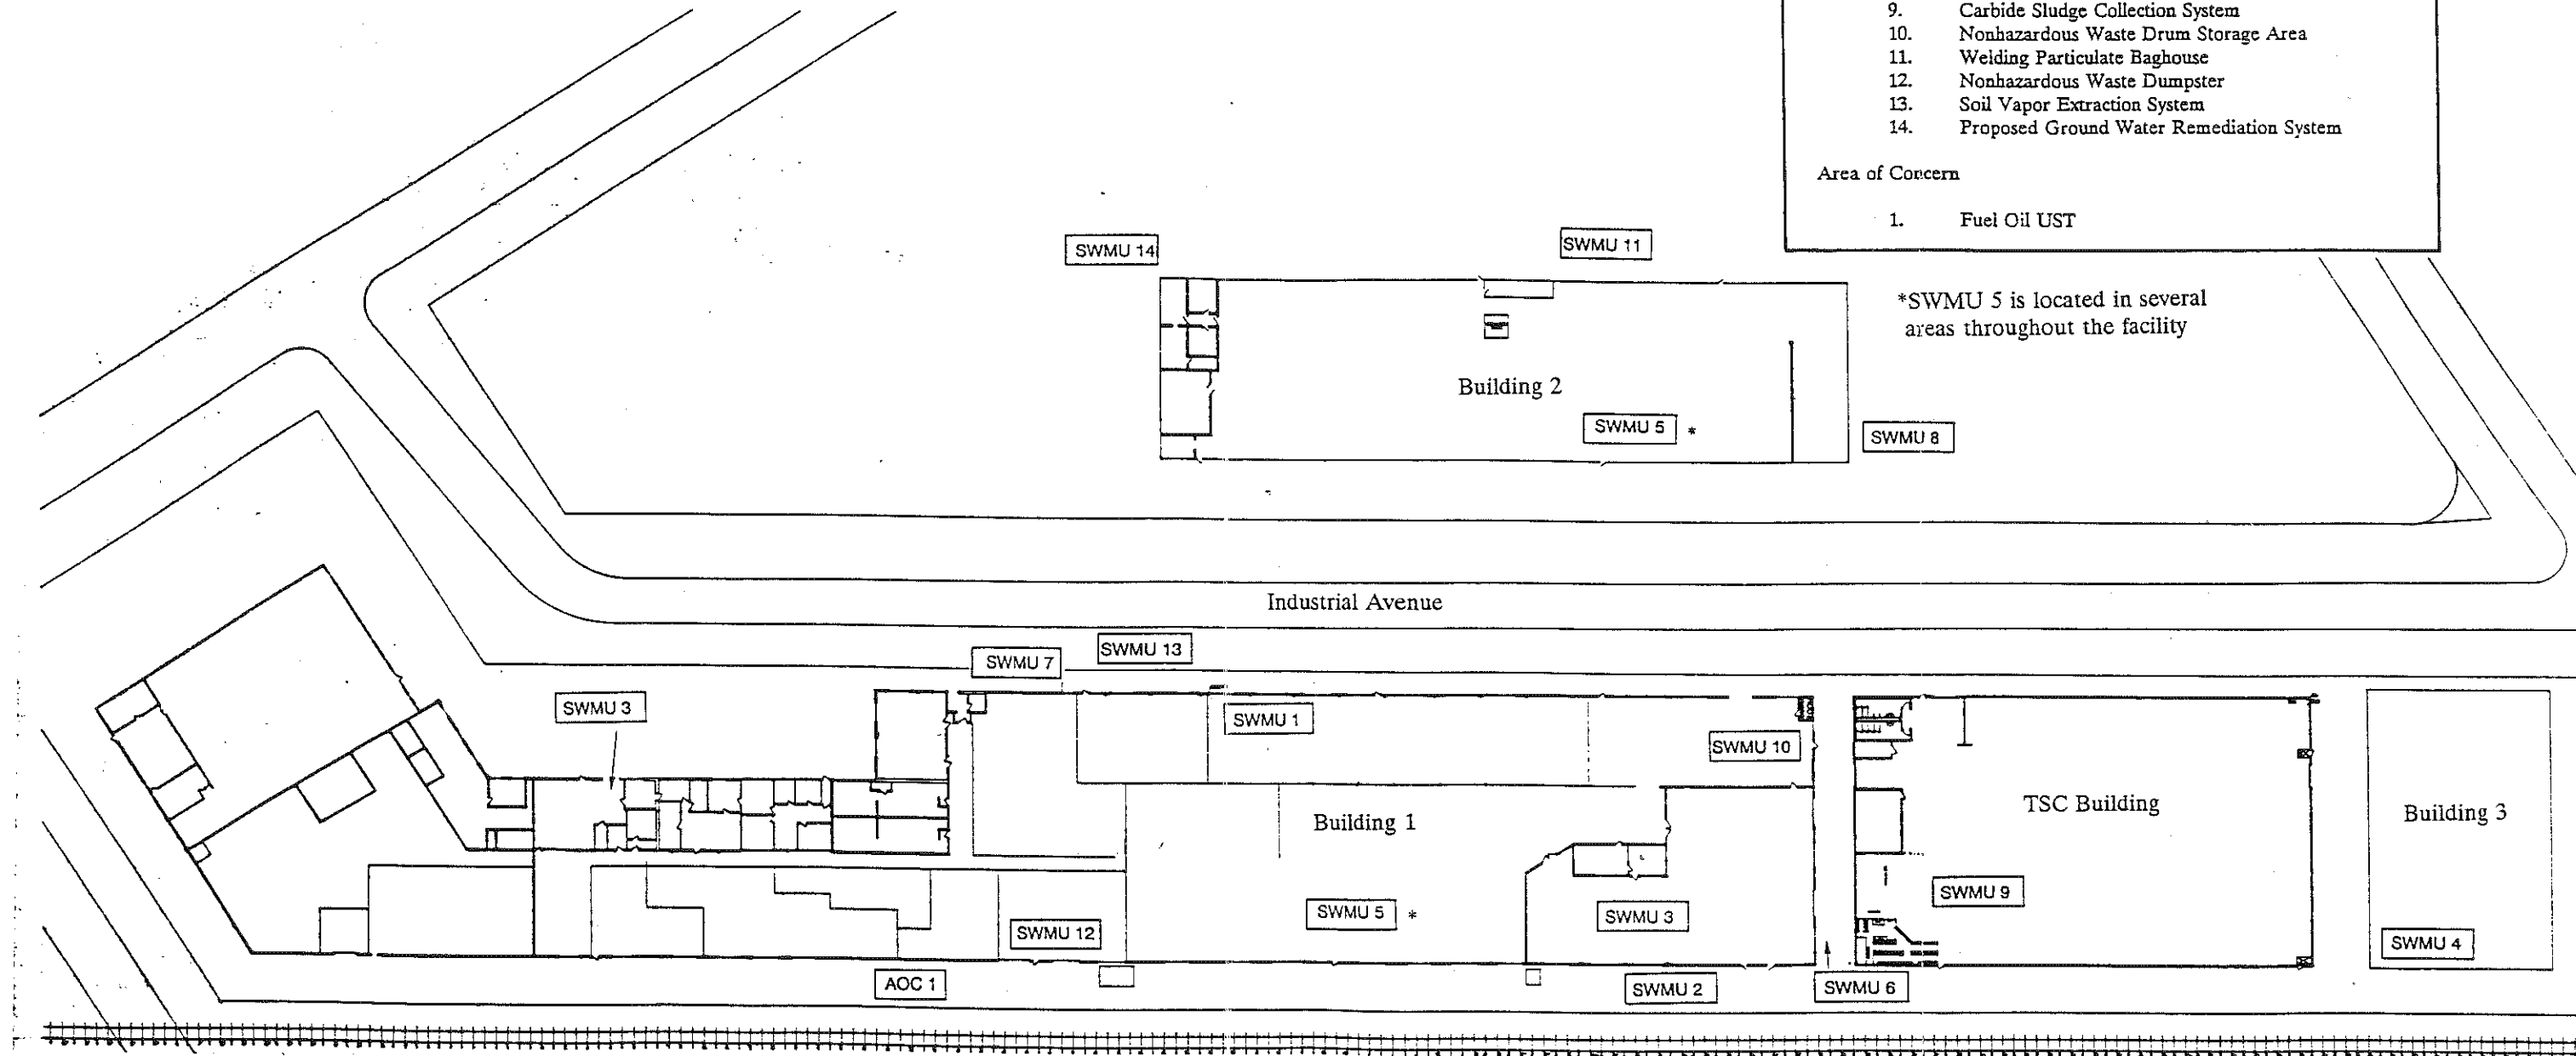 9. Carbide Sludge Collection System
10. Nonhazardous Waste Drum Storage Area
11. Welding Particulate Baghouse
12. Nonhazardous Waste Dumpster
13. Soil Vapor Extraction System
14. Proposed Ground Water Remediation System
Area of Concern
1. Fuel Oil UST
SWMU 14
SWMU 11
*SWMU 5 is located in several
areas throughout the facility
Building 2
SWMU 5 *
SWMU 8
Industrial Avenue
SWMU 13
SWMU 7
SWMU 3
SWMU 1
SWMU 10
TSC Building
Building 3
Building 1
SWMU 9
SWMU 5 *
SWMU 3
SWMU 12
SWMU 4
AOC 1
SWMU 2
SWMU 6